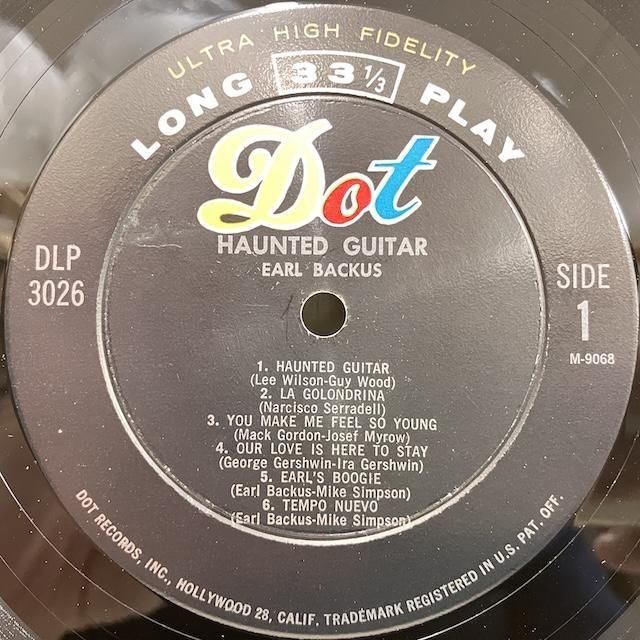 ULTRA HIGH FIDELITY
LONG 33 1/3 PLAY
Dot
HAUNTED GUITAR
EARL BACKUS
DLP
3026
SIDE
1
M-9068
1. HAUNTED GUITAR
(Lee Wilson-Guy Wood)
2. LA GOLONDRINA
(Narcisco Serradell)
3. YOU MAKE ME FEEL SO YOUNG
(Mack Gordon-Josef Myrow)
4. OUR LOVE IS HERE TO STAY
(George Gershwin-Ira Gershwin)
5. EARL'S BOOGIE
(Earl Backus-Mike Simpson)
6. TEMPO NUEVO
(Earl Backus-Mike Simpson)
DOT RECORDS, INC., HOLLYWOOD 28, CALIF. TRADEMARK REGISTERED IN U.S. PAT. OFF.